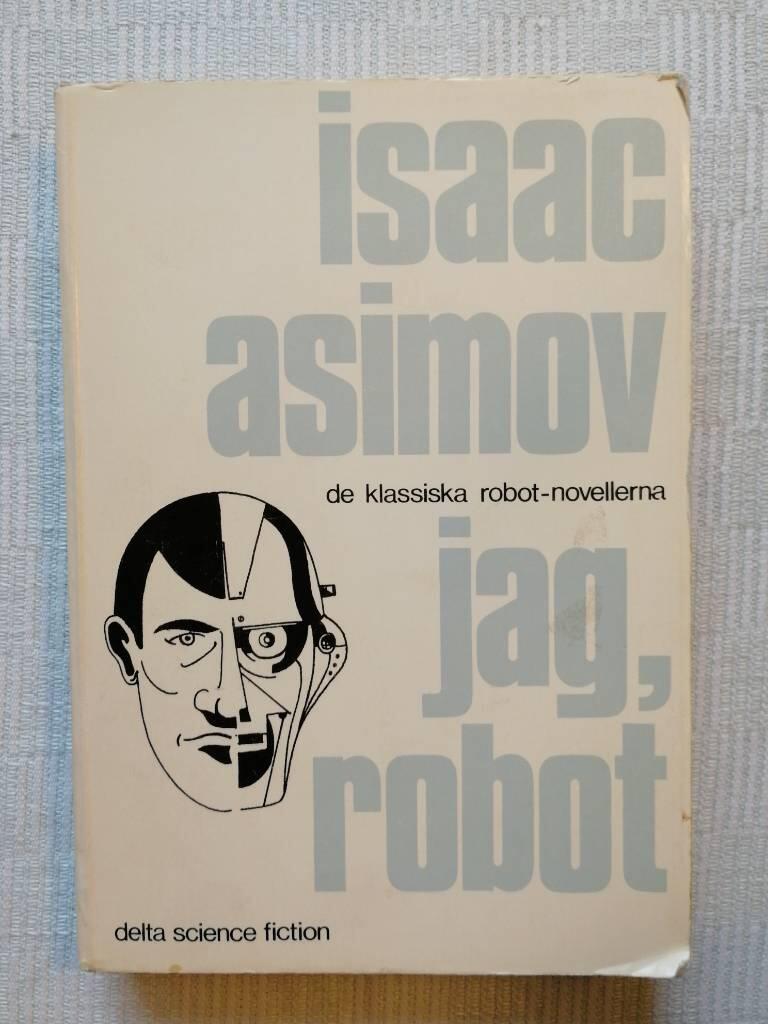 isaac
asimov
de klassiska robot-novellerna
jag,
robot
delta science fiction